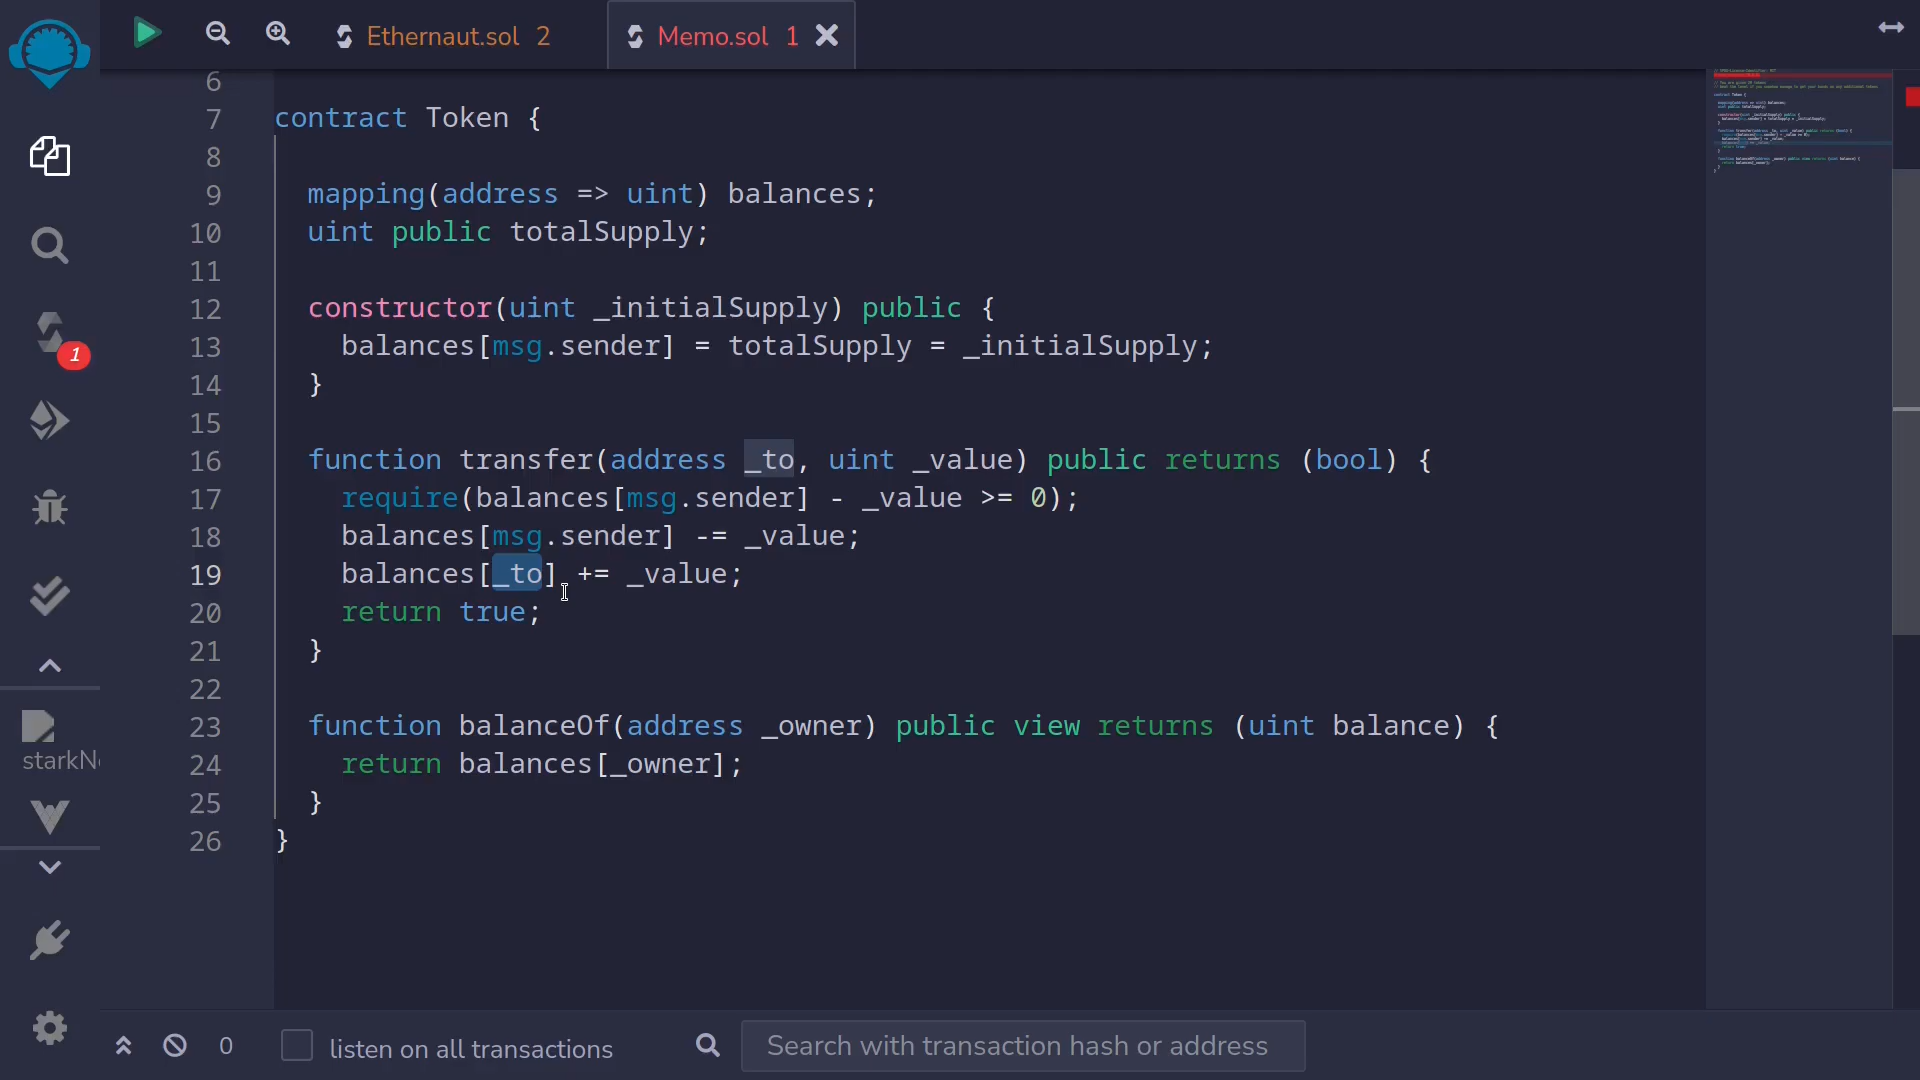 Ethernaut.sol 2
Memo.sol 1
6
7 contract Token {
8
9 mapping(address => uint) balances;
10 uint public totalSupply;
11
12 constructor(uint _initialSupply) public {
13 balances[msg.sender] = totalSupply = _initialSupply;
14 }
15
16 function transfer(address _to, uint _value) public returns (bool) {
17 require(balances[msg.sender] - _value >= 0);
18 balances[msg.sender] -= _value;
19 balances[_to] += _value;
20 return true;
21 }
22
23 function balanceOf(address _owner) public view returns (uint balance) {
24 return balances[_owner];
25 }
26 }
1
0 listen on all transactions
Search with transaction hash or address